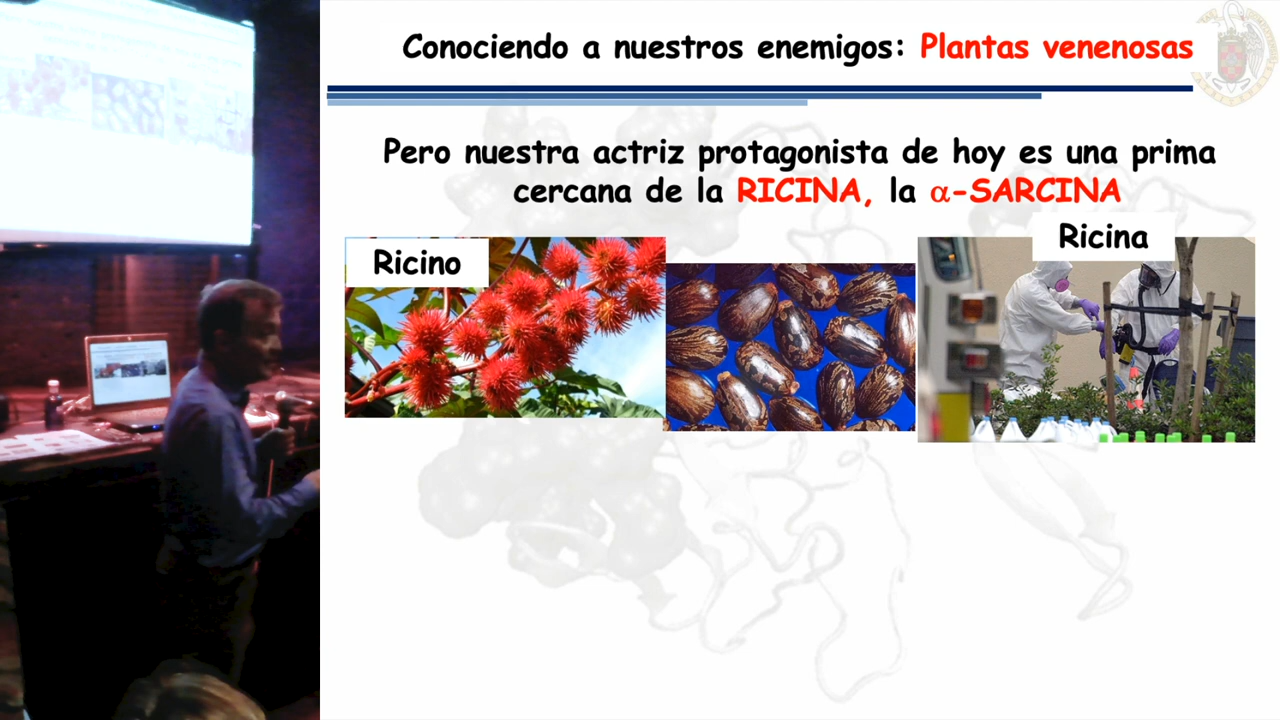 Conociendo a nuestros enemigos: Plantas venenosas
Pero nuestra actriz protagonista de hoy es una prima
cercana de la RICINA, la α-SARCINA
Ricino
Ricina